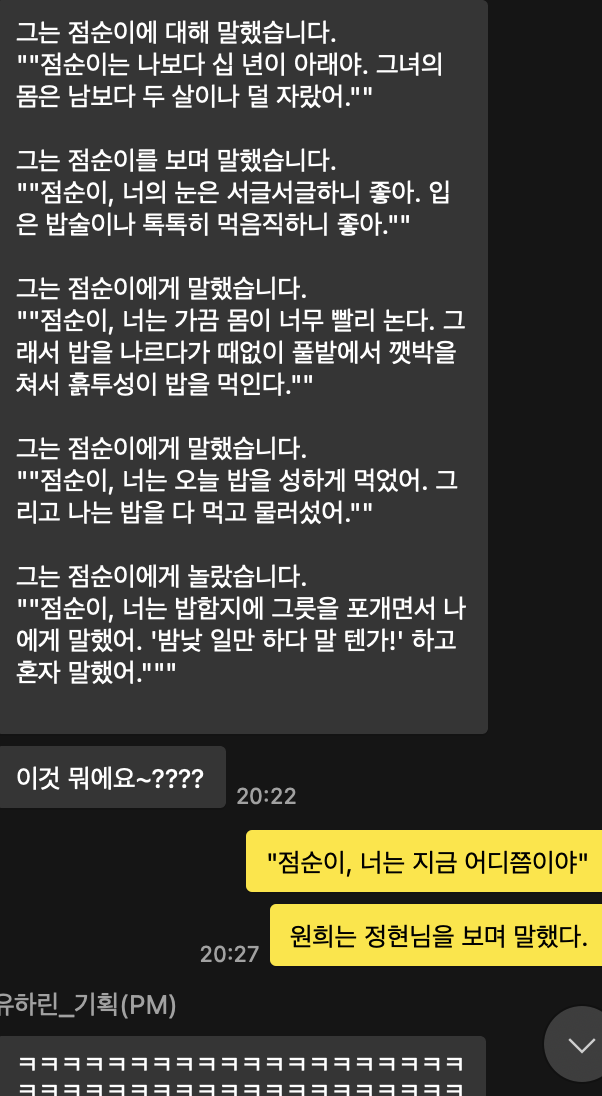 그는 점순이에 대해 말했습니다.
""점순이는 나보다 십 년이 아래야. 그녀의
몸은 남보다 두 살이나 덜 자랐어.""
그는 점순이를 보며 말했습니다.
""점순이, 너의 눈은 서글서글하니 좋아. 입
은 밥술이나 톡톡히 먹음직하니 좋아.""
그는 점순이에게 말했습니다.
""점순이, 너는 가끔 몸이 너무 빨리 논다. 그
래서 밥을 나르다가 때없이 풀밭에서 깻박을
쳐서 흙투성이 밥을 먹인다.""
그는 점순이에게 말했습니다.
""점순이, 너는 오늘 밥을 성하게 먹었어. 그
리고 나는 밥을 다 먹고 물러섰어.""
그는 점순이에게 놀랐습니다.
""점순이, 너는 밥함지에 그릇을 포개면서 나
에게 말했어. '밤낮 일만 하다 말 텐가!' 하고
혼자 말했어."""
이것 뭐에요~????
20:22
"점순이, 너는 지금 어디쯤이야"
원희는 정현님을 보며 말했다.
20:27
유하린_기획(PM)
ㅋㅋㅋㅋㅋㅋㅋㅋㅋㅋㅋㅋㅋㅋㅋㅋㅋㅋㅋㅋ
ㅋㅋㅋㅋㅋㅋㅋㅋㅋㅋㅋㅋㅋㅋㅋㅋㅋㅋㅋㅋ